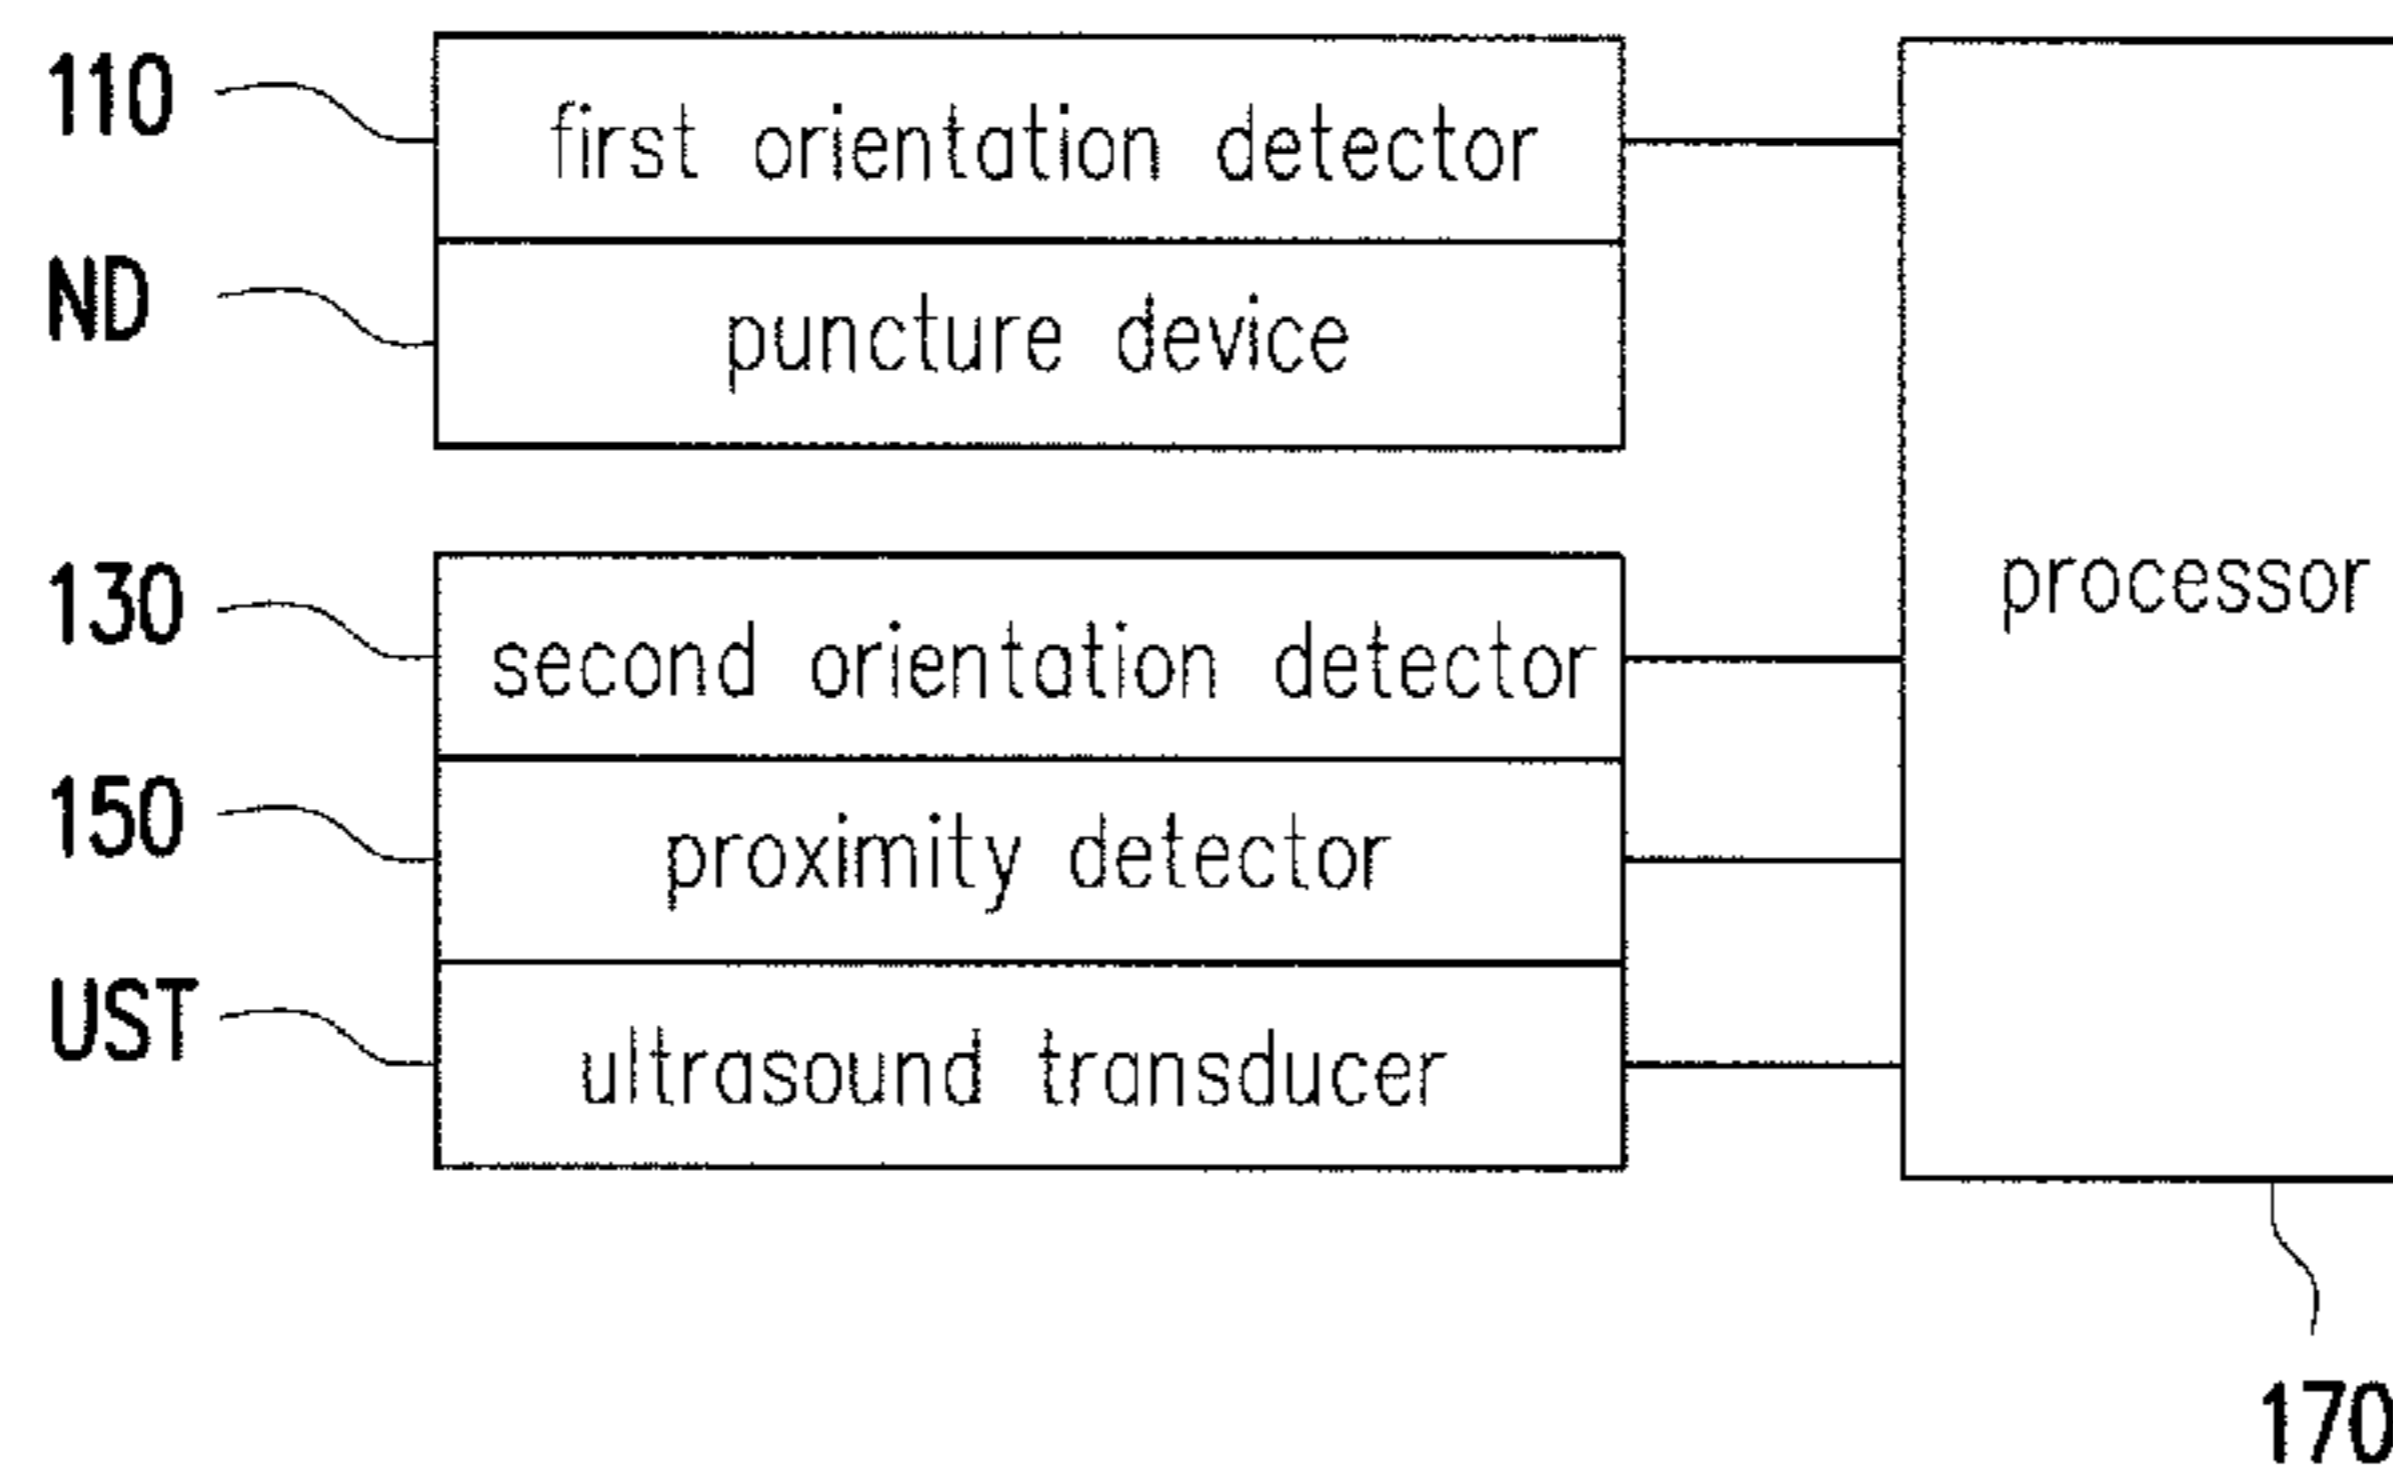 110 first orientation detector
ND puncture device
processor
130 second orientation detector
150 proximity detector
UST ultrasound transducer
170